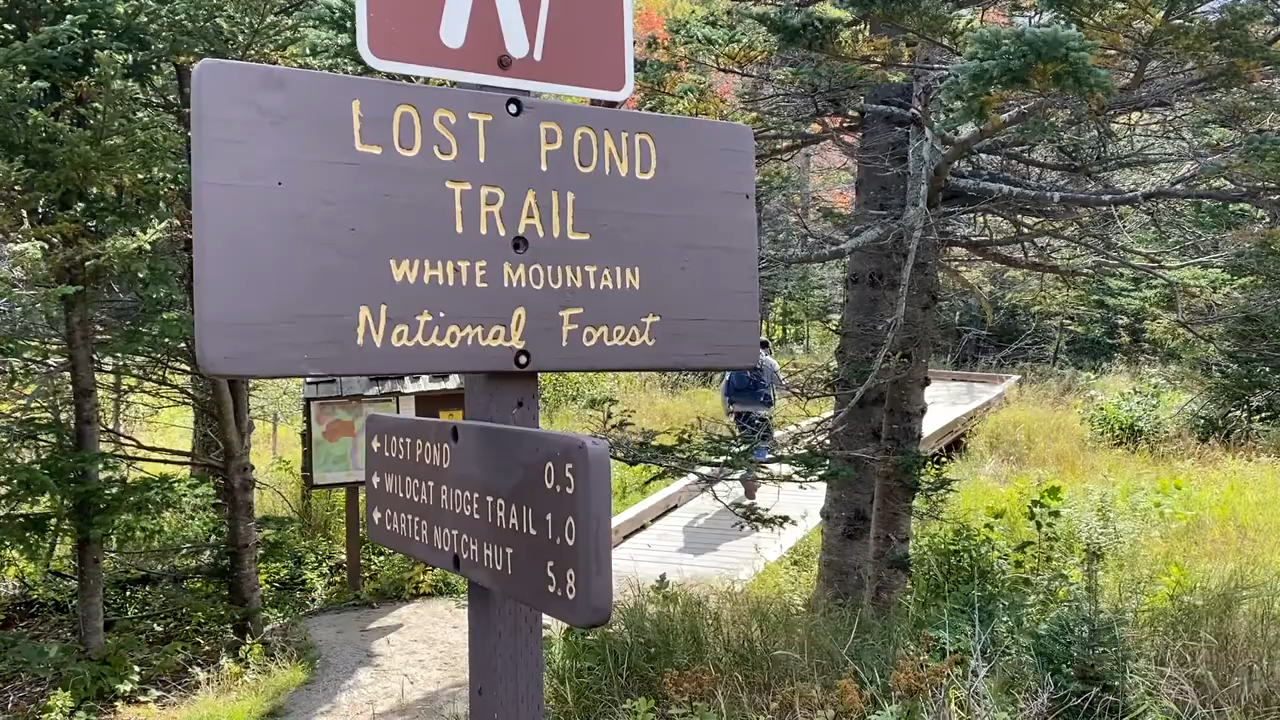 LOST POND
TRAIL
WHITE MOUNTAIN
National Forest
←LOST POND 0.5
←WILDCAT RIDGE TRAIL 1.0
←CARTER NOTCH HUT 5.8